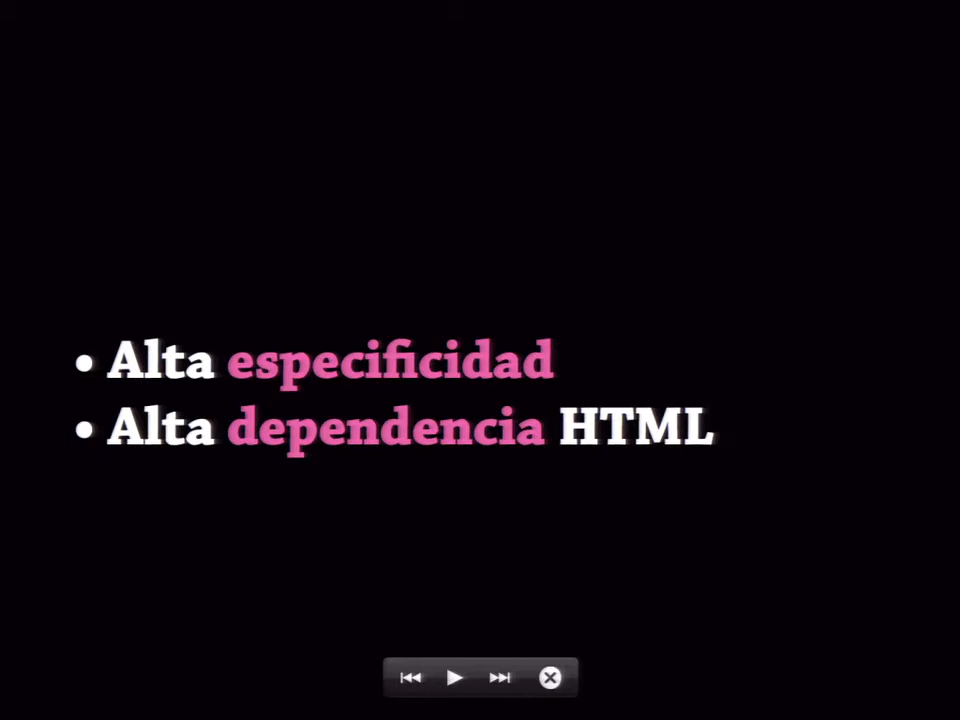 • Alta especificidad
• Alta dependencia HTML